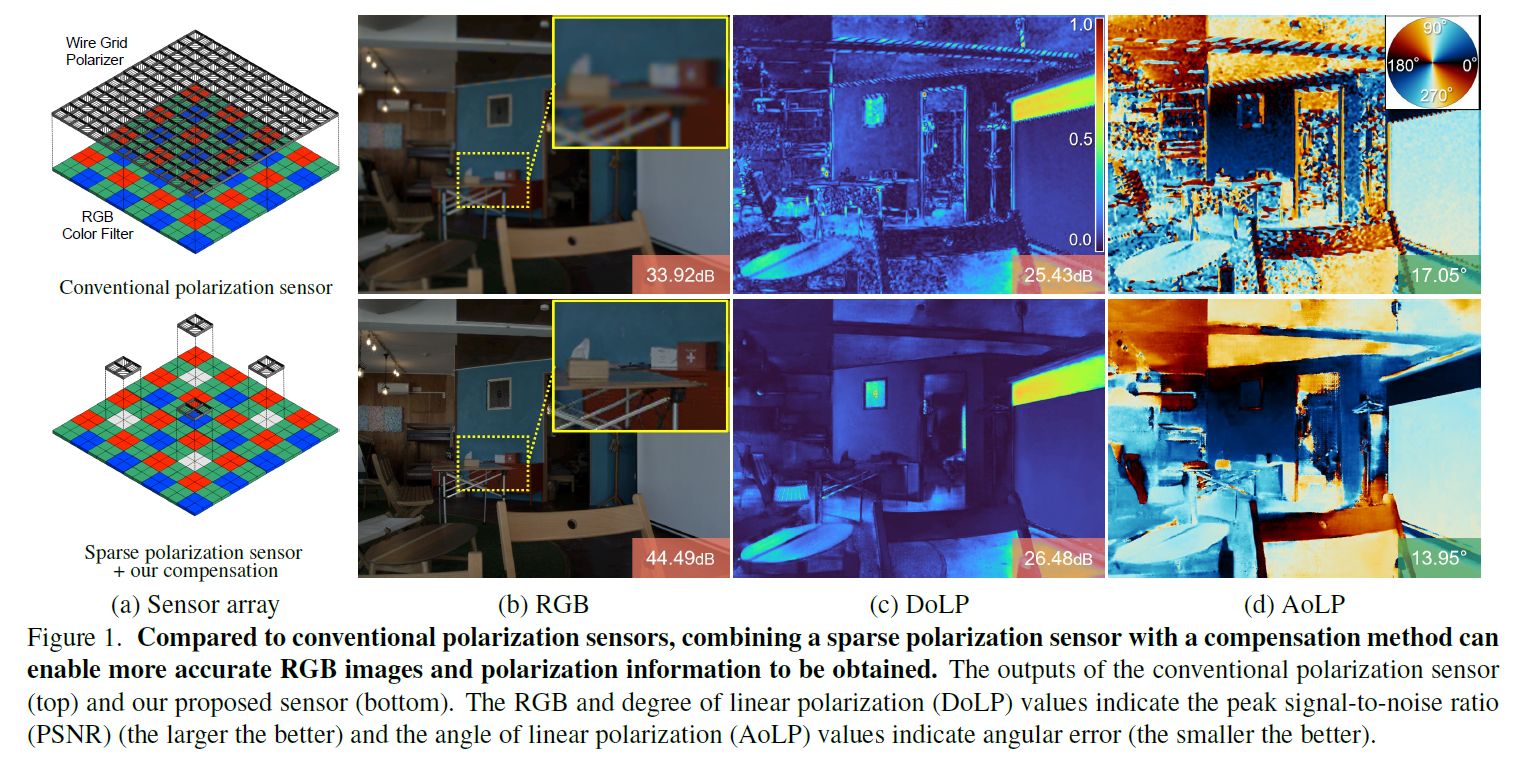 Wire Grid
Polarizer
RGB
Color Filter
Conventional polarization sensor
33.92dB
1.0
0.5
0.0
25.43dB
90°
180°
0°
270°
17.05°
Sparse polarization sensor
+ our compensation
44.49dB
26.48dB
13.95°
(a) Sensor array
(b) RGB
(c) DoLP
(d) AoLP
Figure 1. Compared to conventional polarization sensors, combining a sparse polarization sensor with a compensation method can
enable more accurate RGB images and polarization information to be obtained. The outputs of the conventional polarization sensor
(top) and our proposed sensor (bottom). The RGB and degree of linear polarization (DoLP) values indicate the peak signal-to-noise ratio
(PSNR) (the larger the better) and the angle of linear polarization (AoLP) values indicate angular error (the smaller the better).